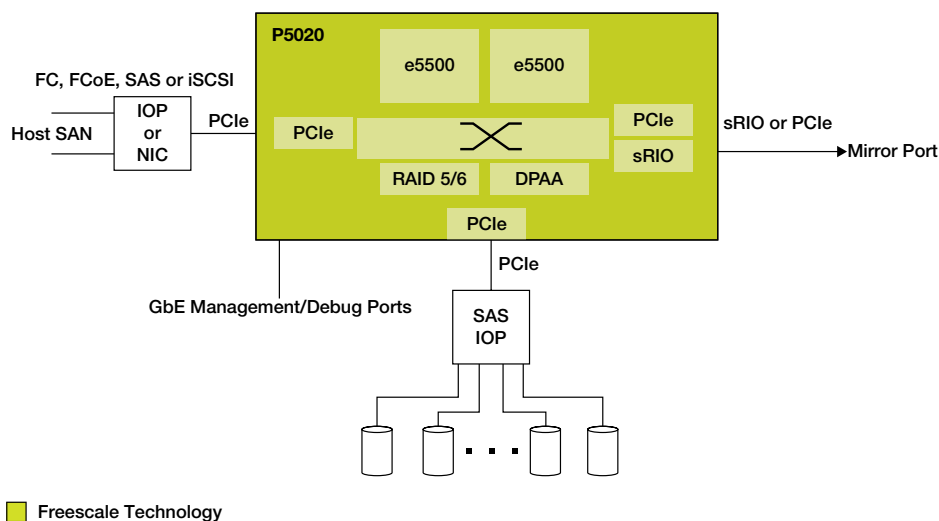 P5020
e5500
e5500
FC, FCoE, SAS or iSCSI
IOP
or
NIC
Host SAN
PCIe
PCIe
PCIe
sRIO
sRIO or PCIe
Mirror Port
RAID 5/6
DPAA
PCIe
PCIe
GbE Management/Debug Ports
SAS
IOP
Freescale Technology